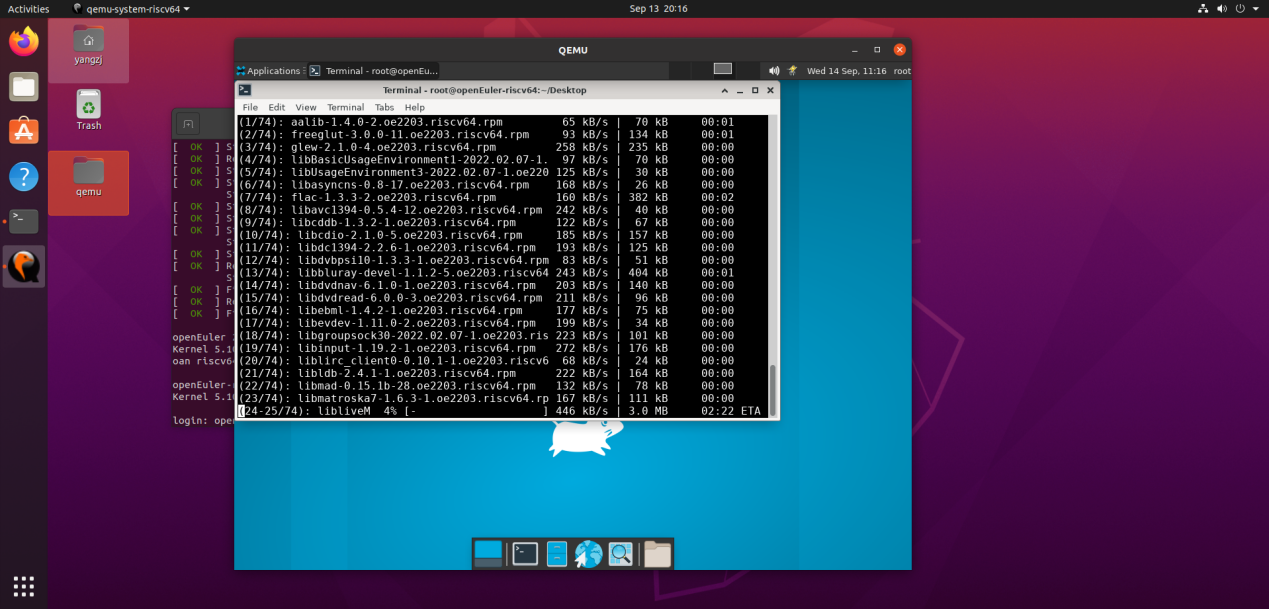 Activities
qemu-system-riscv64
Sep 13 20:16
yangzj
Trash
qemu
QEMU
Applications
Terminal - root@openEu...
Wed 14 Sep, 11:16 root
Terminal - root@openEuler-riscv64:~/Desktop
File Edit View Terminal Tabs Help
(1/74): aalib-1.4.0-2.oe2203.riscv64.rpm 65 kB/s | 70 kB 00:01
(2/74): freeglut-3.0.0-11.oe2203.riscv64.rpm 93 kB/s | 134 kB 00:01
(3/74): glew-2.1.0-4.oe2203.riscv64.rpm 258 kB/s | 235 kB 00:00
(4/74): libBasicUsageEnvironment1-2022.02.07-1. 97 kB/s | 70 kB 00:00
(5/74): libUsageEnvironment3-2022.02.07-1.oe220 125 kB/s | 30 kB 00:00
(6/74): libasyncns-0.8-17.oe2203.riscv64.rpm 168 kB/s | 26 kB 00:00
(7/74): flac-1.3.3-2.oe2203.riscv64.rpm 160 kB/s | 382 kB 00:02
(8/74): libavc1394-0.5.4-12.oe2203.riscv64.rpm 242 kB/s | 40 kB 00:00
(9/74): libcddb-1.3.2-1.oe2203.riscv64.rpm 122 kB/s | 67 kB 00:00
(10/74): libcdio-2.1.0-5.oe2203.riscv64.rpm 185 kB/s | 157 kB 00:00
(11/74): libdc1394-2.2.6-1.oe2203.riscv64.rpm 193 kB/s | 125 kB 00:00
(12/74): libdvbpsi10-1.3.3-1.oe2203.riscv64.rpm 83 kB/s | 51 kB 00:00
(13/74): libbluray-devel-1.1.2-5.oe2203.riscv64 243 kB/s | 404 kB 00:01
(14/74): libdvdnav-6.1.0-1.oe2203.riscv64.rpm 203 kB/s | 140 kB 00:00
(15/74): libdvdread-6.0.0-3.oe2203.riscv64.rpm 211 kB/s | 96 kB 00:00
(16/74): libebml-1.4.2-1.oe2203.riscv64.rpm 177 kB/s | 75 kB 00:00
(17/74): libevdev-1.11.0-2.oe2203.riscv64.rpm 199 kB/s | 34 kB 00:00
(18/74): libgroupsock30-2022.02.07-1.oe2203.ris 223 kB/s | 101 kB 00:00
(19/74): libinput-1.19.2-1.oe2203.riscv64.rpm 272 kB/s | 176 kB 00:00
(20/74): liblirc_client0-0.10.1-1.oe2203.riscv6 68 kB/s | 24 kB 00:00
(21/74): libldb-2.4.1-1.oe2203.riscv64.rpm 222 kB/s | 164 kB 00:00
(22/74): libmad-0.15.1b-28.oe2203.riscv64.rpm 132 kB/s | 78 kB 00:00
(23/74): libmatroska7-1.6.3-1.oe2203.riscv64.rp 167 kB/s | 111 kB 00:00
(24-25/74): libliveM 4% [- ] 446 kB/s | 3.0 MB 02:22 ETA
[ OK ] S
[ OK ] R
[ OK ] S
[ OK ] S
S
[ OK ] S
[ OK ] S
[ OK ] S
S
[ OK ] S
[ OK ] R
S
[ OK ] F
[ OK ] R
[ OK ] F
openEuler
Kernel 5.10
oan riscv6
openEuler-
Kernel 5.10
login: ope